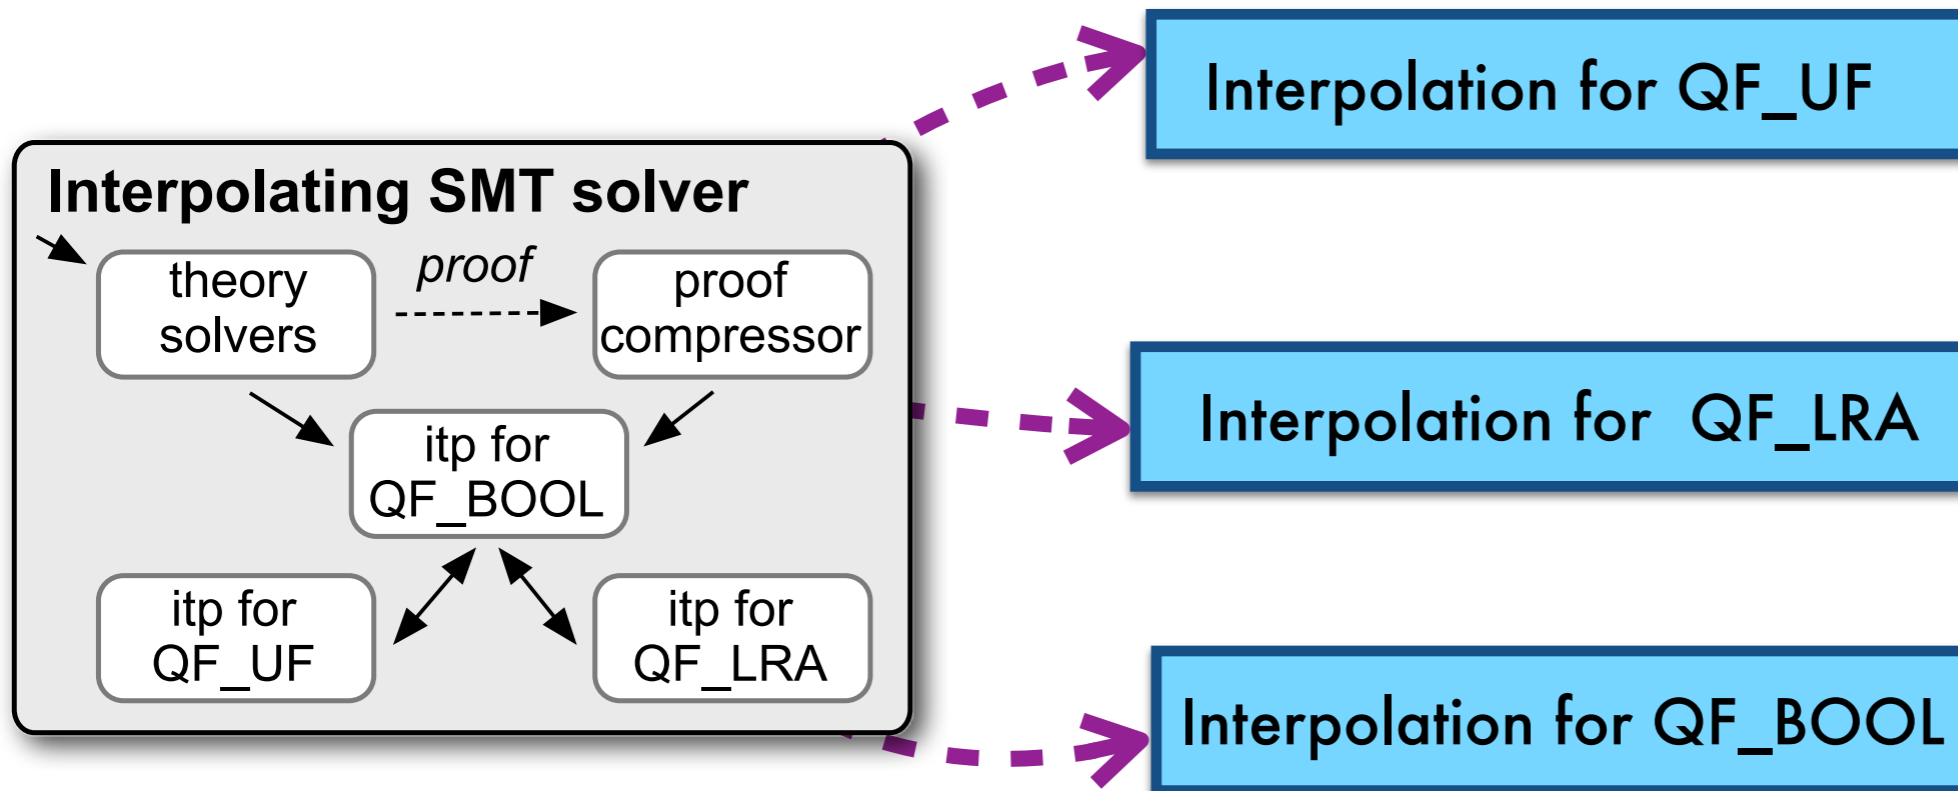 Interpolating SMT solver
theory
solvers
proof
proof
compressor
itp for
QF_BOOL
itp for
QF_UF
itp for
QF_LRA
Interpolation for QF_UF
Interpolation for QF_LRA
Interpolation for QF_BOOL